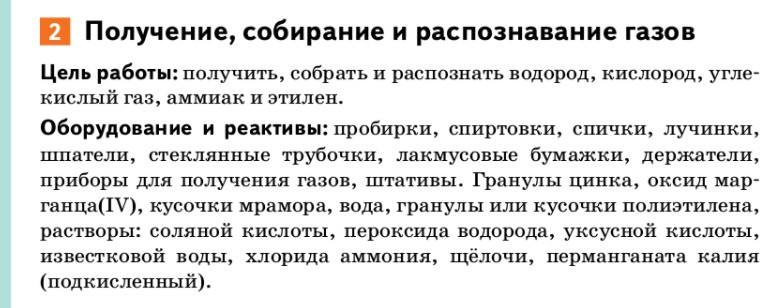 2 Получение, собирание и распознавание газов
Цель работы: получить, собрать и распознать водород, кислород, угле-
кислый газ, аммиак и этилен.
Оборудование и реактивы: пробирки, спиртовки, спички, лучинки,
шпатели, стеклянные трубочки, лакмусовые бумажки, держатели,
приборы для получения газов, штативы. Гранулы цинка, оксид мар-
ганца(IV), кусочки мрамора, вода, гранулы или кусочки полиэтилена,
растворы: соляной кислоты, пероксида водорода, уксусной кислоты,
известковой воды, хлорида аммония, щёлочи, перманганата калия
(подкисленный).